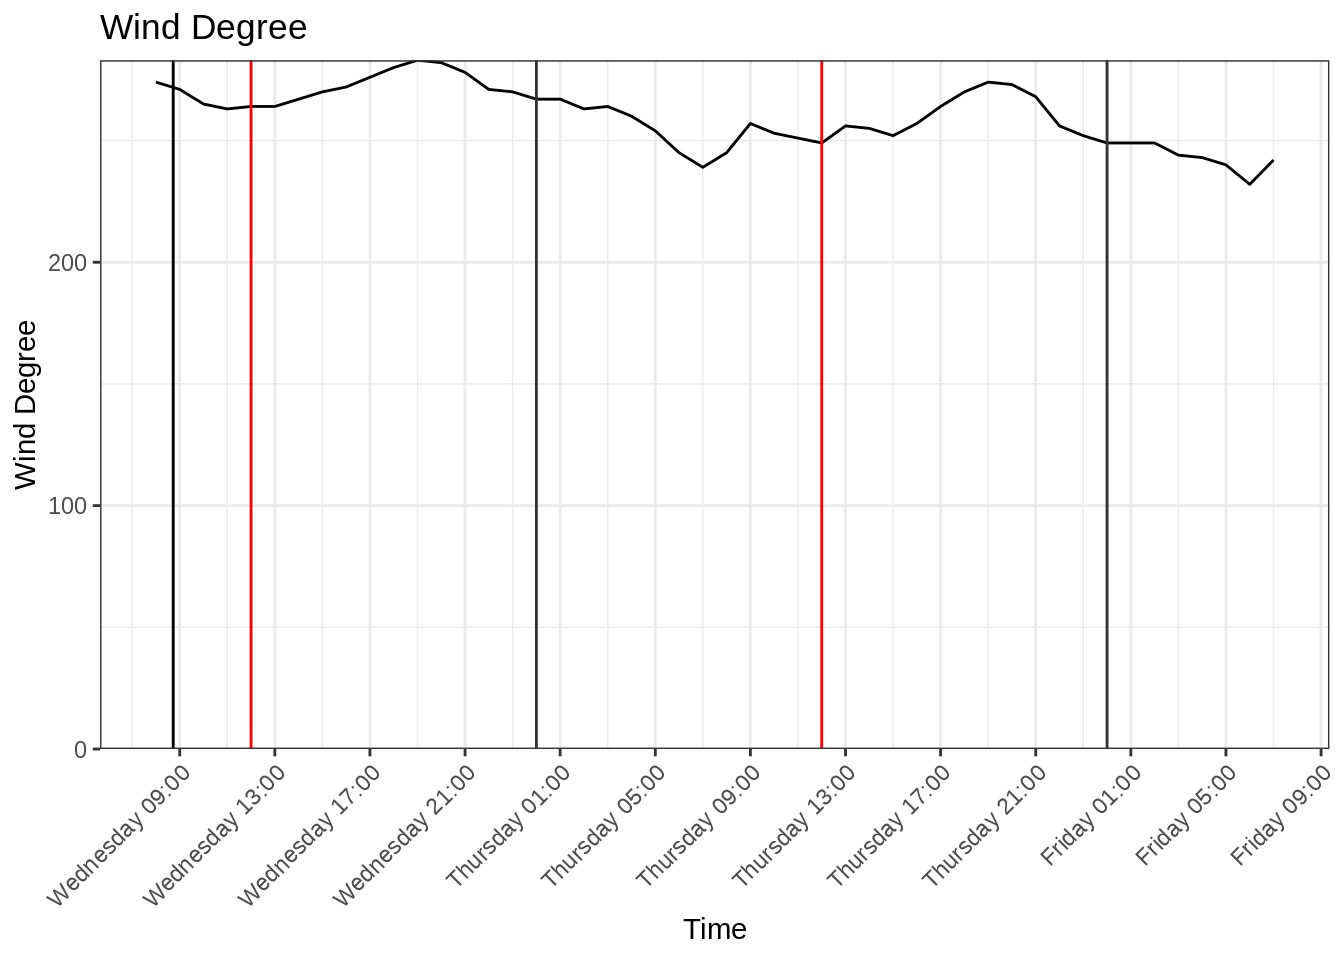 Wind Degree
Wind Degree
200
100
0
Wednesday 09:00
Wednesday 13:00
Wednesday 17:00
Wednesday 21:00
Thursday 01:00
Thursday 05:00
Thursday 09:00
Thursday 13:00
Thursday 17:00
Thursday 21:00
Friday 01:00
Friday 05:00
Friday 09:00
Time